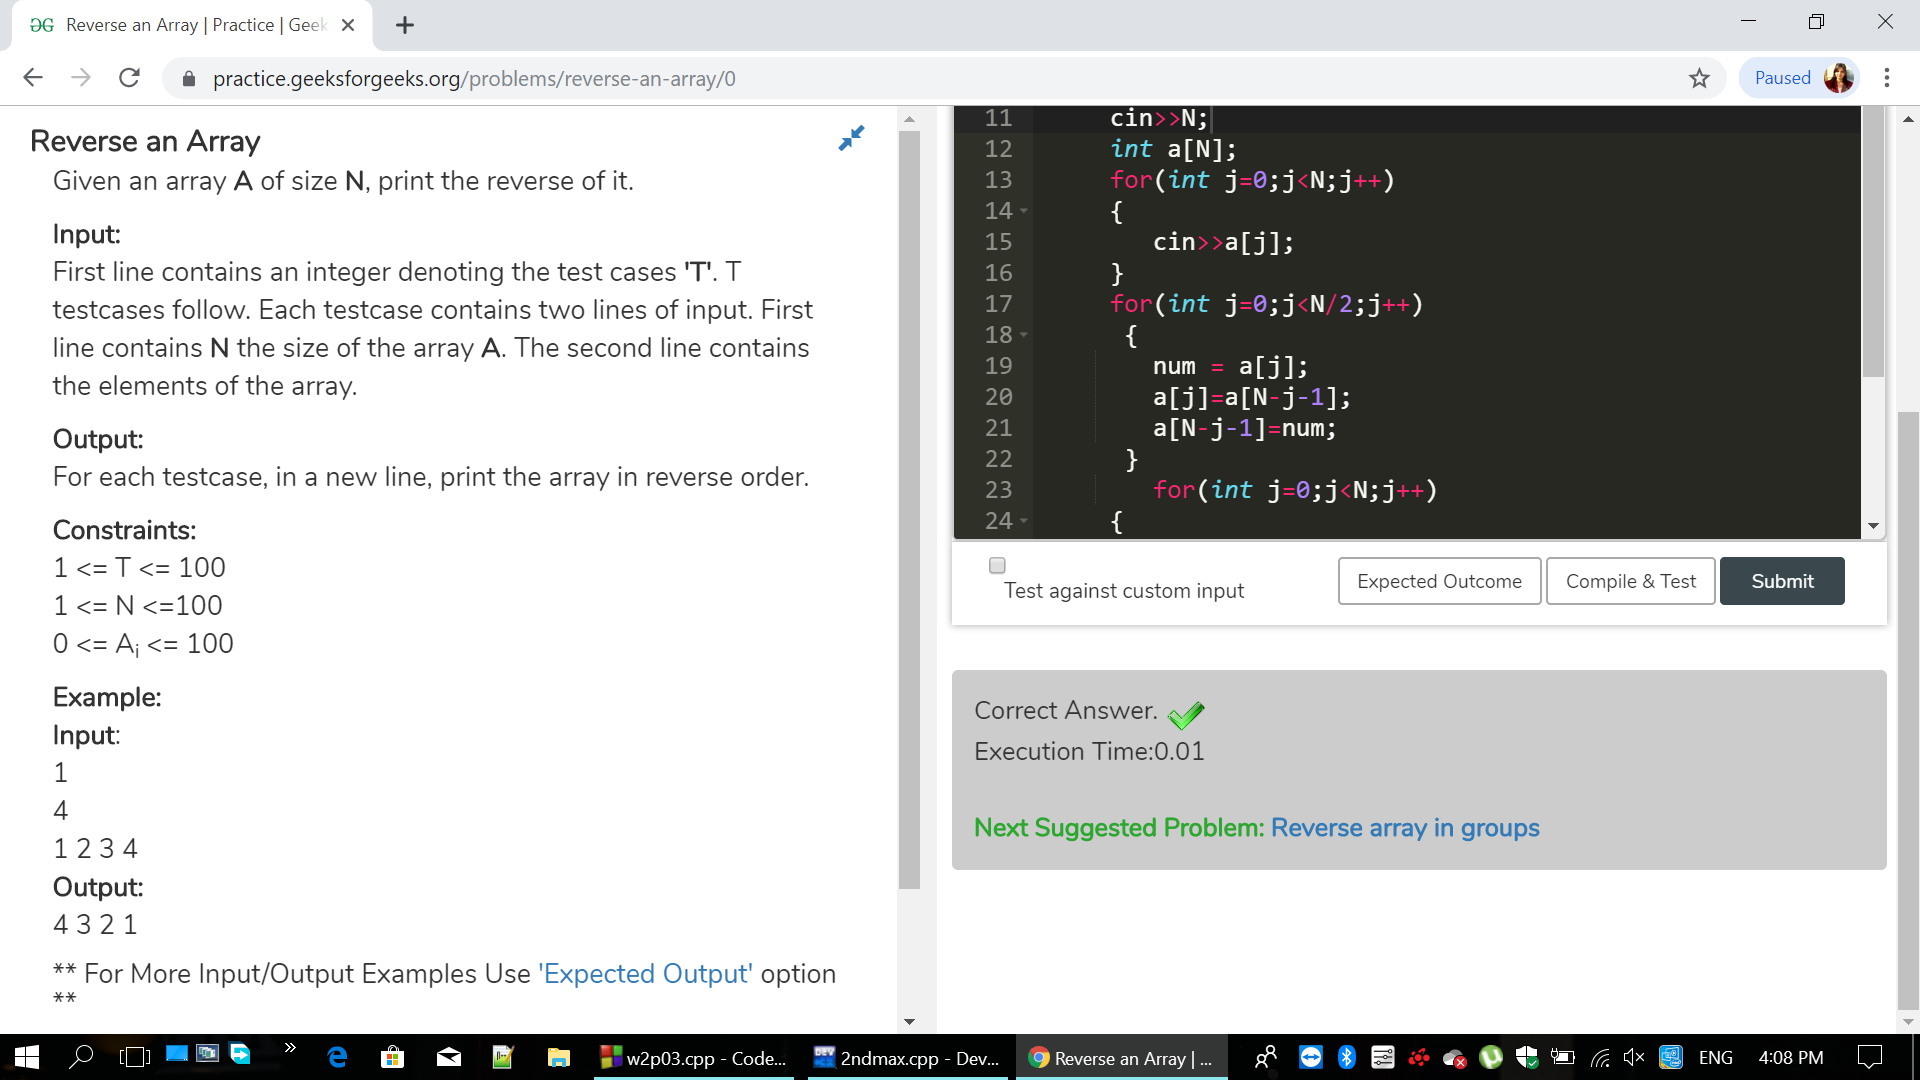 Reverse an Array | Practice | Geek
practice.geeksforgeeks.org/problems/reverse-an-array/0
Paused
Reverse an Array
Given an array A of size N, print the reverse of it.
Input:
First line contains an integer denoting the test cases 'T'. T
testcases follow. Each testcase contains two lines of input. First
line contains N the size of the array A. The second line contains
the elements of the array.
Output:
For each testcase, in a new line, print the array in reverse order.
Constraints:
1 <= T <= 100
1 <= N <=100
0 <= Ai <= 100
Example:
Input:
1
4
1 2 3 4
Output:
4 3 2 1
** For More Input/Output Examples Use 'Expected Output' option
**
11 cin>>N;
12 int a[N];
13 for(int j=0;j<N;j++)
14 {
15 cin>>a[j];
16 }
17 for(int j=0;j<N/2;j++)
18 {
19 num = a[j];
20 a[j]=a[N-j-1];
21 a[N-j-1]=num;
22 }
23 for(int j=0;j<N;j++)
24 {
Test against custom input
Expected Outcome
Compile & Test
Submit
Correct Answer.
Execution Time:0.01
Next Suggested Problem: Reverse array in groups
w2p03.cpp - Code...
2ndmax.cpp - Dev...
Reverse an Array | ...
ENG
4:08 PM